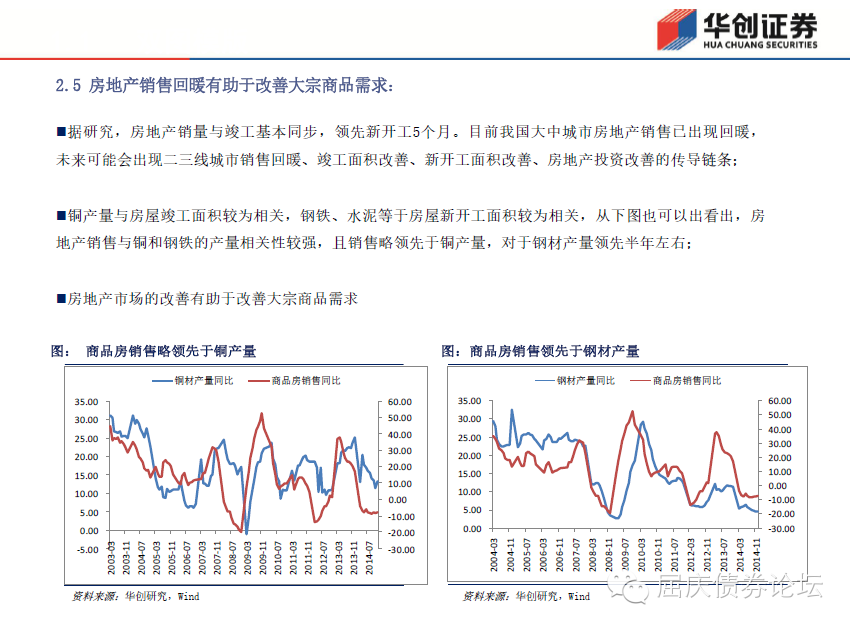 华创证券
HUA CHUANG SECURITIES
2.5 房地产销售回暖有助于改善大宗商品需求:
■据研究，房地产销量与竣工基本同步，领先新开工5个月。目前我国大中城市房地产销售已出现回暖，
未来可能会出现二三线城市销售回暖、竣工面积改善、新开工面积改善、房地产投资改善的传导链条；
■铜产量与房屋竣工面积较为相关，钢铁、水泥等于房屋新开工面积较为相关，从下图也可以出看出，房
地产销售与铜和钢铁的产量相关性较强，且销售略领先于铜产量，对于钢材产量领先半年左右；
■房地产市场的改善有助于改善大宗商品需求
图： 商品房销售略领先于铜产量
铜材产量同比 商品房销售同比
35.00 60.00
30.00 50.00
25.00 40.00
20.00 30.00
15.00 20.00
10.00 10.00
5.00 0.00
0.00 -10.00
-5.00 -20.00
-30.00
2003-03 2003-11 2004-07 2005-03 2005-11 2006-07 2007-03 2007-11 2008-07 2009-03 2009-11 2010-07 2011-03 2011-11 2012-07 2013-03 2013-11 2014-07
资料来源：华创研究，Wind
图：商品房销售领先于钢材产量
钢材产量同比 商品房销售同比
35.00 60.00
30.00 50.00
25.00 40.00
20.00 30.00
15.00 20.00
10.00 10.00
5.00 0.00
0.00 -10.00
-20.00
-30.00
2004-03 2004-11 2005-07 2006-03 2006-11 2007-07 2008-03 2008-11 2009-07 2010-03 2010-11 2011-07 2012-03 2012-11 2013-07 2014-03 2014-11
资料来源：华创研究，Wind
屈庆债券论坛